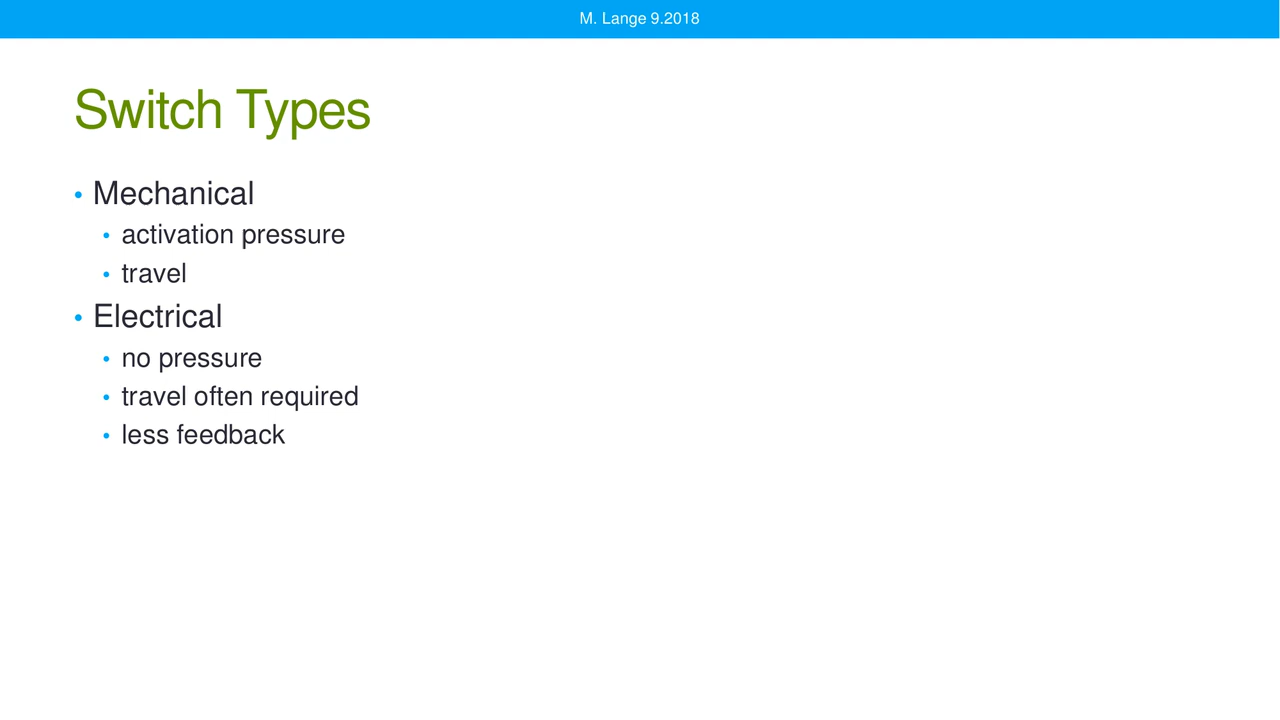 M. Lange 9.2018
Switch Types
• Mechanical
• activation pressure
• travel
• Electrical
• no pressure
• travel often required
• less feedback